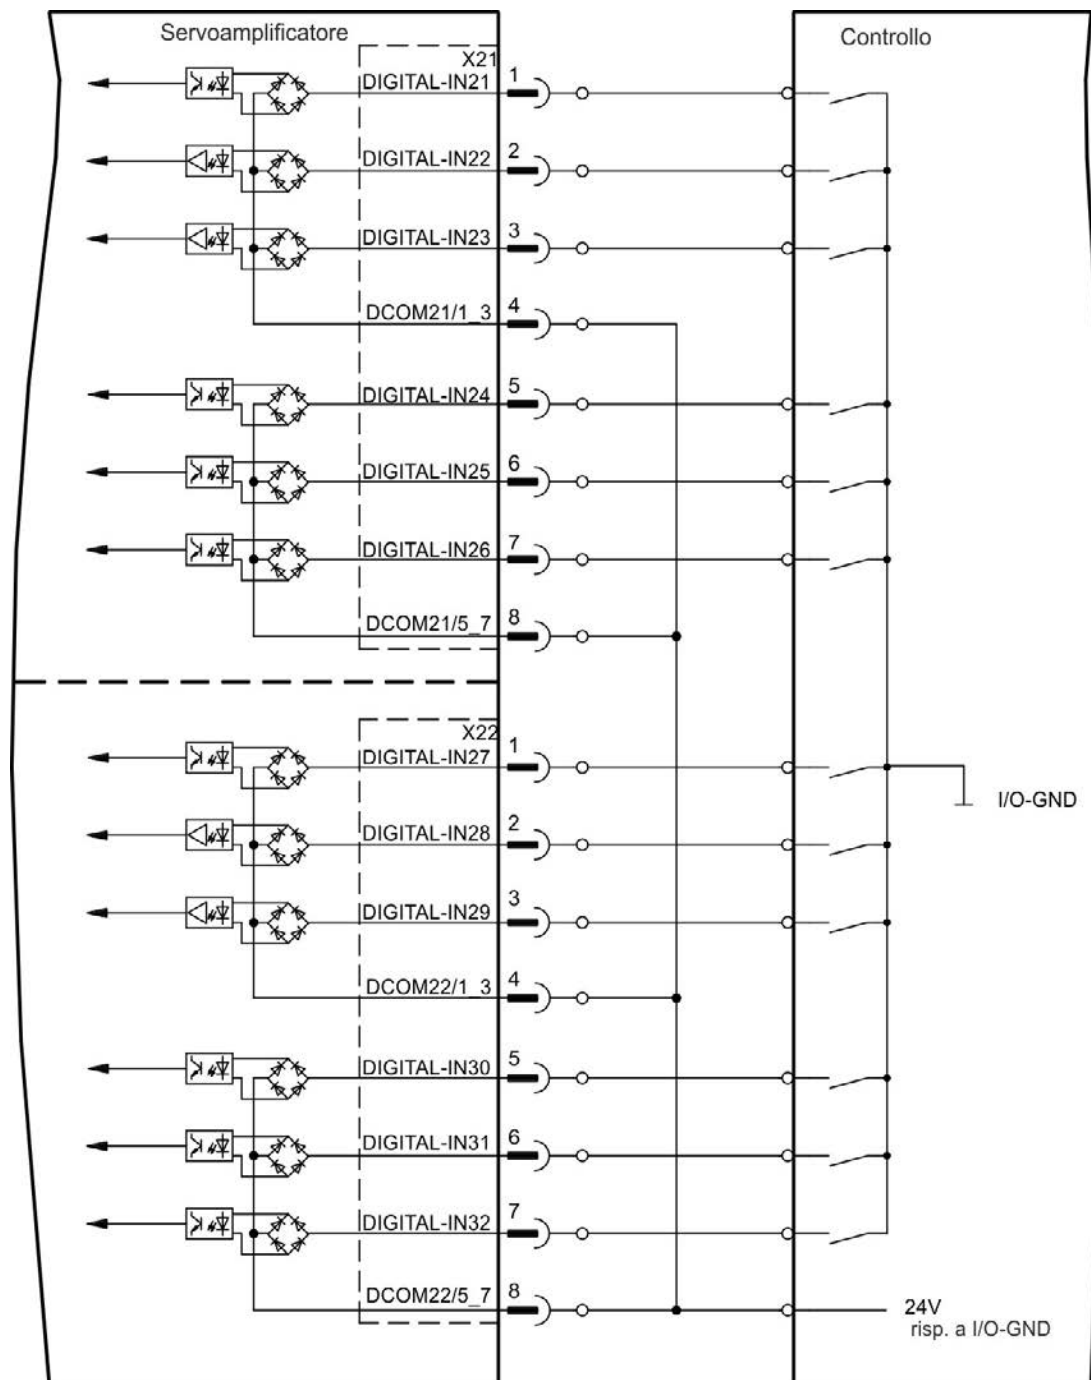 Servoamplificatore
Controllo
X21
DIGITAL-IN21 1
DIGITAL-IN22 2
DIGITAL-IN23 3
DCOM21/1_3 4
DIGITAL-IN24 5
DIGITAL-IN25 6
DIGITAL-IN26 7
DCOM21/5_7 8
X22
DIGITAL-IN27 1
I/O-GND
DIGITAL-IN28 2
DIGITAL-IN29 3
DCOM22/1_3 4
DIGITAL-IN30 5
DIGITAL-IN31 6
DIGITAL-IN32 7
DCOM22/5_7 8
24V
risp. a I/O-GND